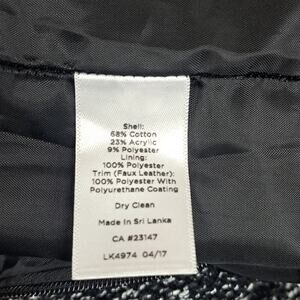 Shell:
68% Cotton
23% Acrylic
9% Polyester
Lining:
100% Polyester
Trim (Faux Leather):
100% Polyester With
Polyurethane Coating
Dry Clean
Made In Sri Lanka
CA #23147
LK4974 04/17